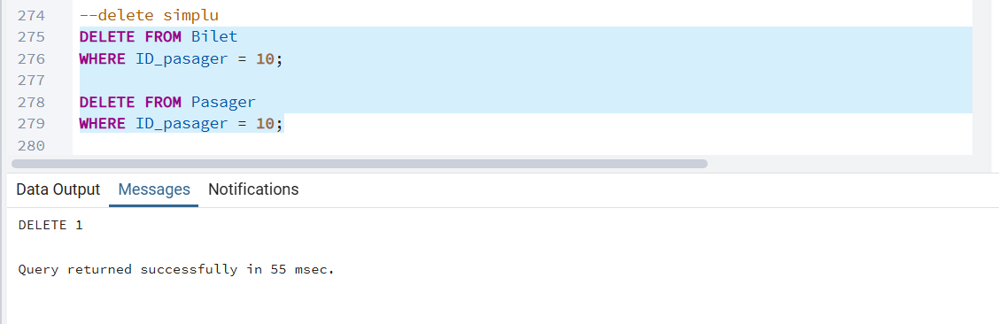 274 --delete simplu
275 DELETE FROM Bilet
276 WHERE ID_pasager = 10;
277
278 DELETE FROM Pasager
279 WHERE ID_pasager = 10;
280
Data Output Messages Notifications
DELETE 1
Query returned successfully in 55 msec.